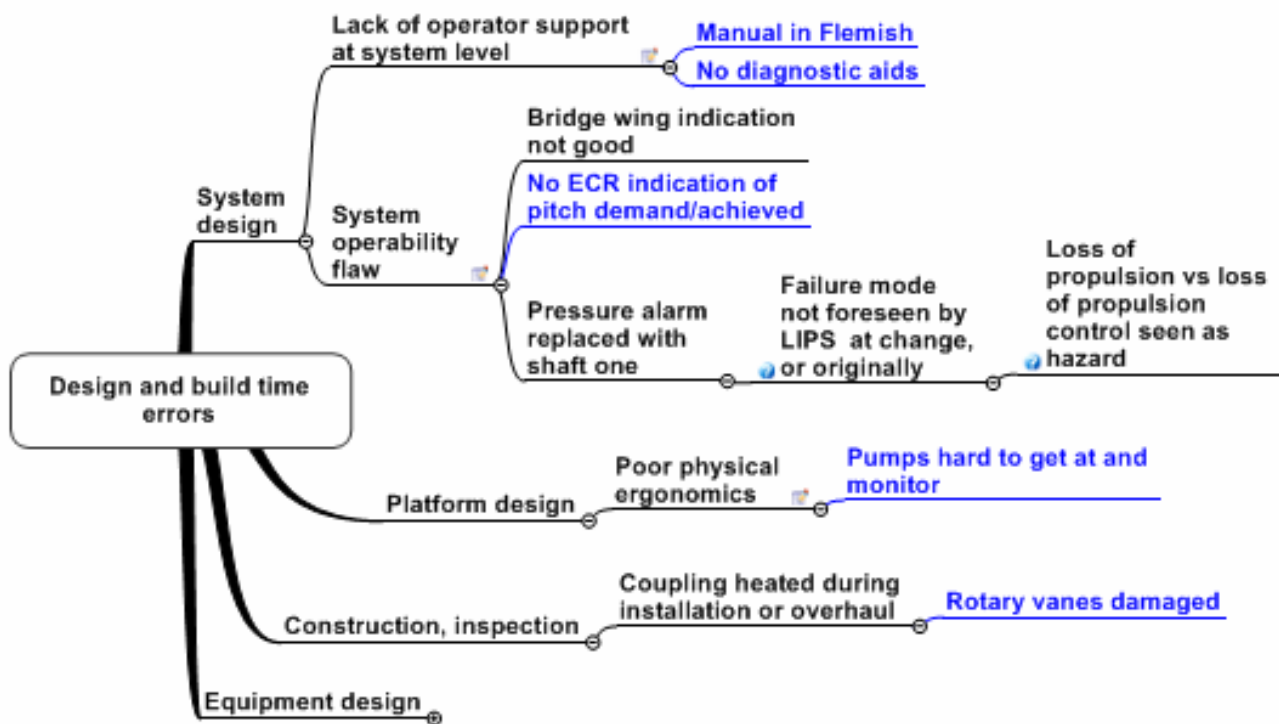 Lack of operator support
at system level
Manual in Flemish
No diagnostic aids
Bridge wing indication
not good
No ECR indication of
pitch demand/achieved
System
design
System
operability
flaw
Pressure alarm
replaced with
shaft one
Failure mode
not foreseen by
LIPS at change,
or originally
Loss of
propulsion vs loss
of propulsion
control seen as
hazard
Design and build time
errors
Platform design
Poor physical
ergonomics
Pumps hard to get at and
monitor
Construction, inspection
Coupling heated during
installation or overhaul
Rotary vanes damaged
Equipment design